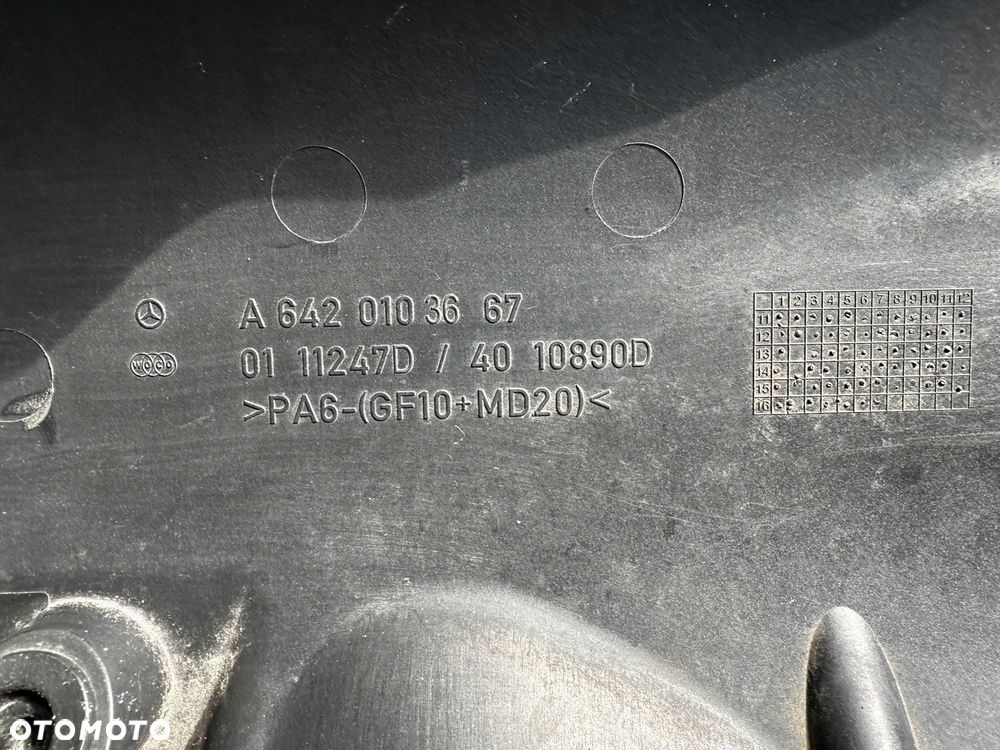 A 642 010 36 67
WOCO
01 11247D / 40 10890D
>PA6-(GF10+MD20)<
1 2 3 4 5 6 7 8 9 10 11 12
11
12
13
14
15
16
OTOMOTO